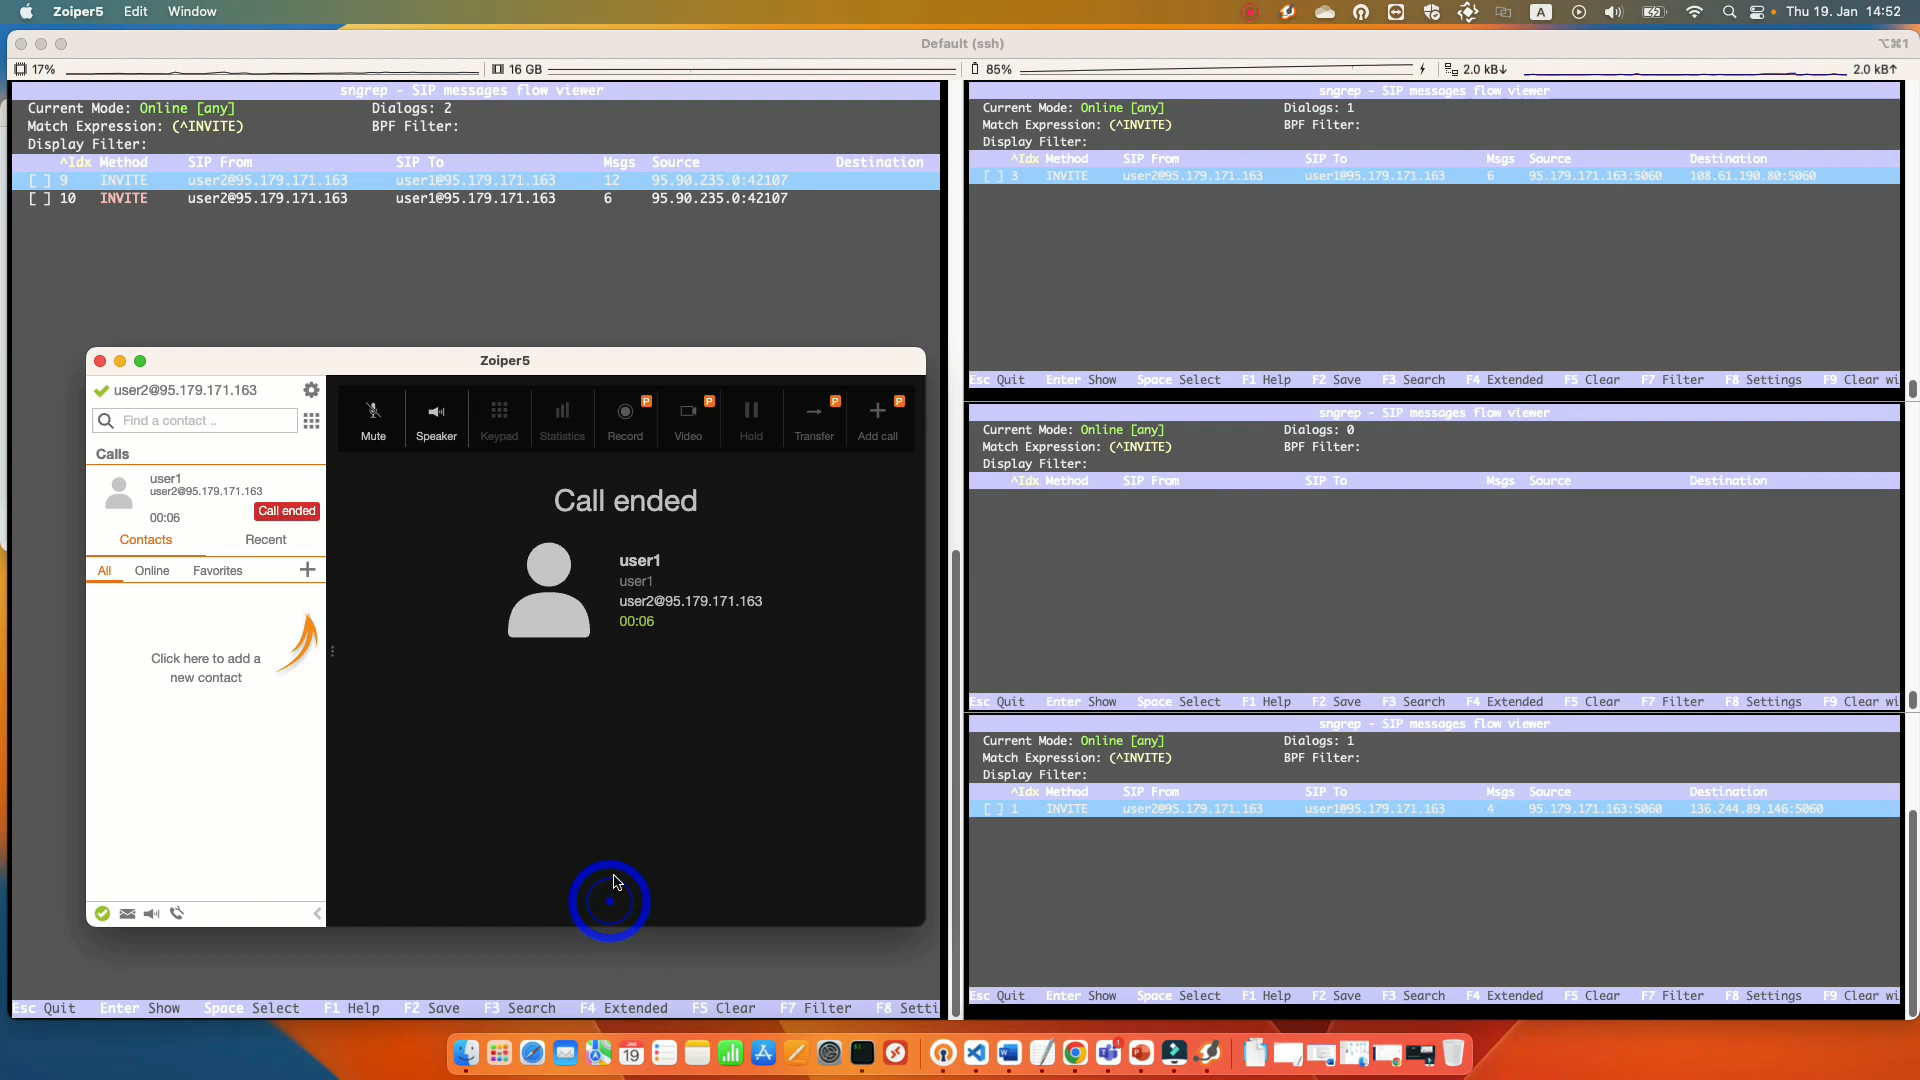 Zoiper5 Edit Window
A Thu 19. Jan 14:52
Default (ssh)
⌥⌘1
17% 16 GB 85% 2.0 kB↓ 2.0 kB↑
sngrep - SIP messages flow viewer
Current Mode: Online [any] Dialogs: 2
Match Expression: (^INVITE) BPF Filter:
Display Filter:
^Idx Method SIP From SIP To Msgs Source Destination
[ ] 9 INVITE user2@95.179.171.163 user1@95.179.171.163 12 95.90.235.0:42107
[ ] 10 INVITE user2@95.179.171.163 user1@95.179.171.163 6 95.90.235.0:42107
Zoiper5
user2@95.179.171.163
Find a contact ..
Calls
user1
user2@95.179.171.163
00:06 Call ended
Contacts Recent
All Online Favorites
Click here to add a
new contact
Mute Speaker Keypad Statistics Record Video Hold Transfer Add call
P P P P
Call ended
user1
user1
user2@95.179.171.163
00:06
Esc Quit Enter Show Space Select F1 Help F2 Save F3 Search F4 Extended F5 Clear F7 Filter F8 Setti
sngrep - SIP messages flow viewer
Current Mode: Online [any] Dialogs: 1
Match Expression: (^INVITE) BPF Filter:
Display Filter:
^Idx Method SIP From SIP To Msgs Source Destination
[ ] 3 INVITE user2@95.179.171.163 user1@95.179.171.163 6 95.179.171.163:5060 108.61.190.80:5060
Esc Quit Enter Show Space Select F1 Help F2 Save F3 Search F4 Extended F5 Clear F7 Filter F8 Settings F9 Clear wi
sngrep - SIP messages flow viewer
Current Mode: Online [any] Dialogs: 0
Match Expression: (^INVITE) BPF Filter:
Display Filter:
^Idx Method SIP From SIP To Msgs Source Destination
Esc Quit Enter Show Space Select F1 Help F2 Save F3 Search F4 Extended F5 Clear F7 Filter F8 Settings F9 Clear wi
sngrep - SIP messages flow viewer
Current Mode: Online [any] Dialogs: 1
Match Expression: (^INVITE) BPF Filter:
Display Filter:
^Idx Method SIP From SIP To Msgs Source Destination
[ ] 1 INVITE user2@95.179.171.163 user1@95.179.171.163 4 95.179.171.163:5060 136.244.89.146:5060
Esc Quit Enter Show Space Select F1 Help F2 Save F3 Search F4 Extended F5 Clear F7 Filter F8 Settings F9 Clear wi
19